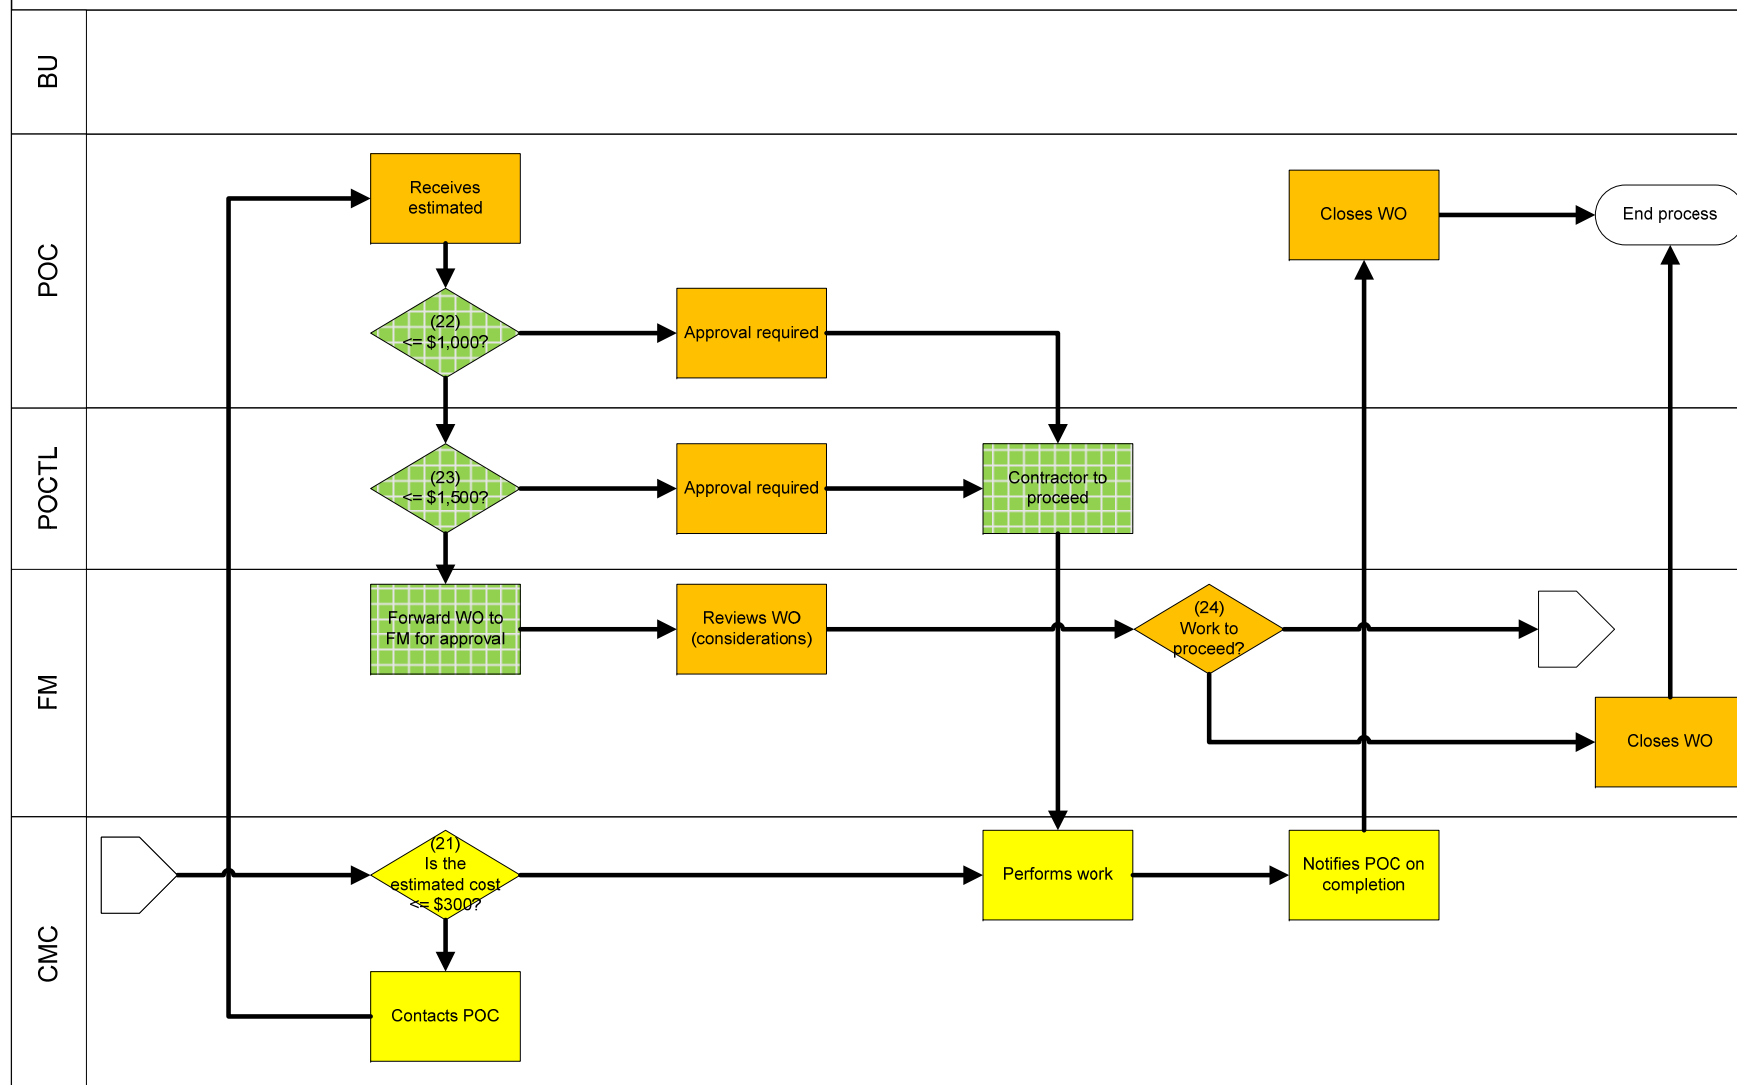 BU
POC
Receives
estimated
Closes WO
End process
(22)
<= $1,000?
Approval required
POCTL
(23)
<= $1,500?
Approval required
Contractor to
proceed
FM
Forward WO to
FM for approval
Reviews WO
(considerations)
(24)
Work to
proceed?
Closes WO
CMC
(21)
Is the
estimated cost
<= $300?
Performs work
Notifies POC on
completion
Contacts POC